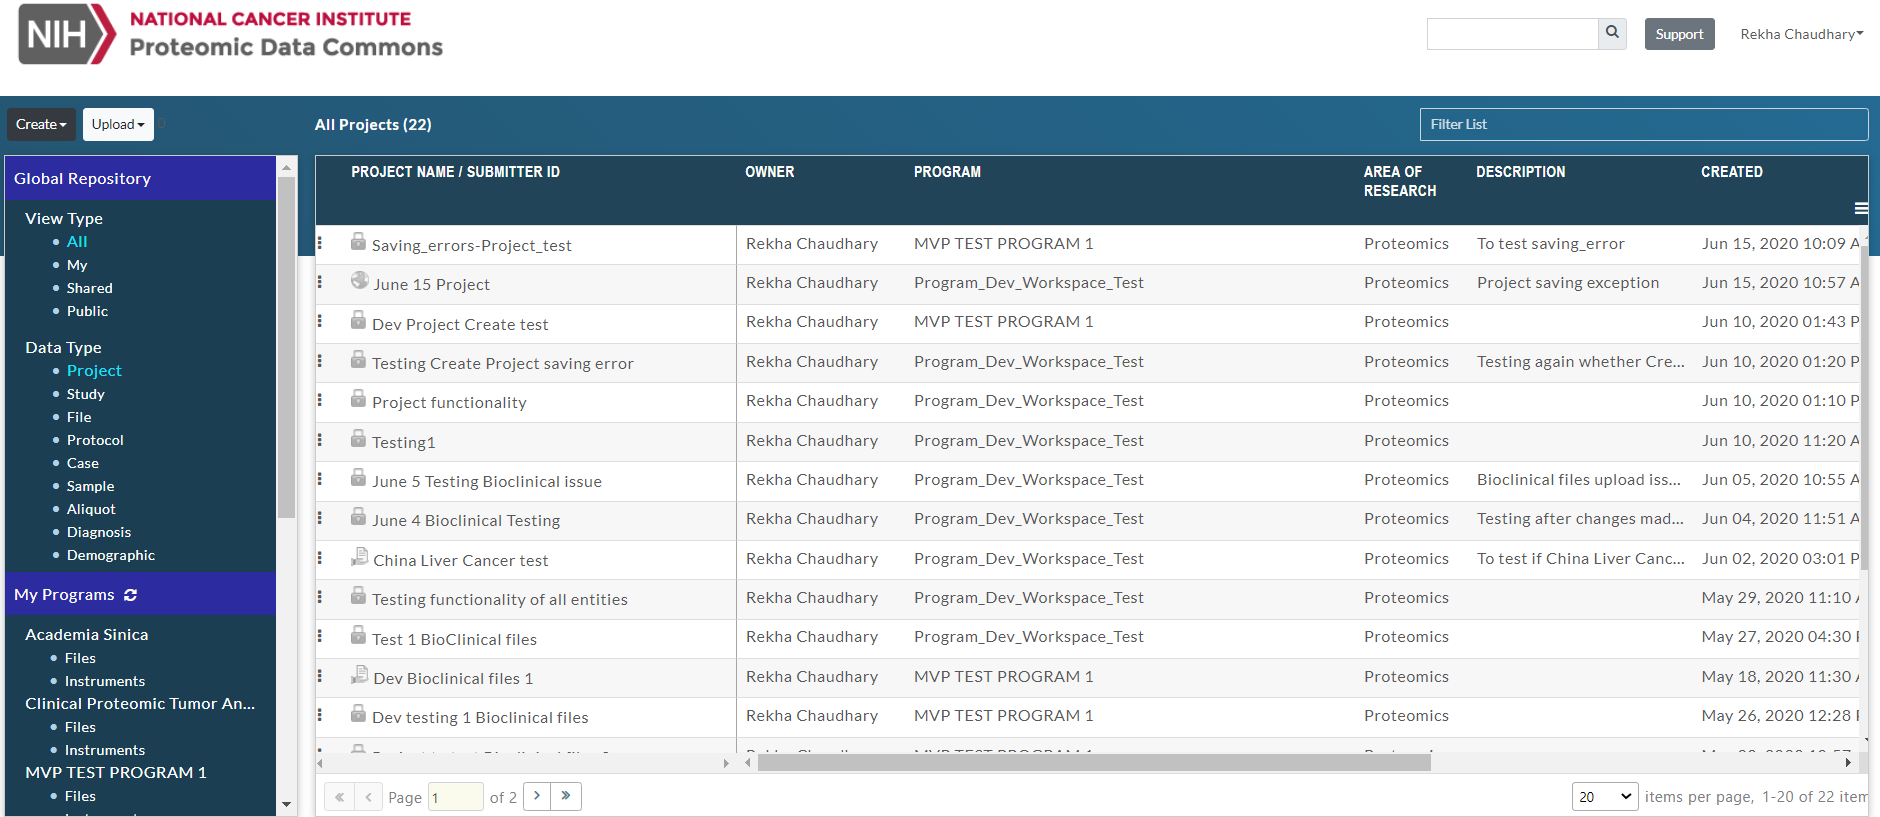 NIH NATIONAL CANCER INSTITUTE
Proteomic Data Commons
Support
Rekha Chaudhary
Create
Upload
All Projects (22)
Filter List
Global Repository
View Type
All
My
Shared
Public
Data Type
Project
Study
File
Protocol
Case
Sample
Aliquot
Diagnosis
Demographic
My Programs
Academia Sinica
Files
Instruments
Clinical Proteomic Tumor An...
Files
Instruments
MVP TEST PROGRAM 1
Files
PROJECT NAME / SUBMITTER ID OWNER PROGRAM AREA OF RESEARCH DESCRIPTION CREATED
Saving_errors-Project_test Rekha Chaudhary MVP TEST PROGRAM 1 Proteomics To test saving_error Jun 15, 2020 10:09 A
June 15 Project Rekha Chaudhary Program_Dev_Workspace_Test Proteomics Project saving exception Jun 15, 2020 10:57 A
Dev Project Create test Rekha Chaudhary MVP TEST PROGRAM 1 Proteomics Jun 10, 2020 01:43 P
Testing Create Project saving error Rekha Chaudhary Program_Dev_Workspace_Test Proteomics Testing again whether Cre... Jun 10, 2020 01:20 P
Project functionality Rekha Chaudhary Program_Dev_Workspace_Test Proteomics Jun 10, 2020 01:10 P
Testing1 Rekha Chaudhary Program_Dev_Workspace_Test Proteomics Jun 10, 2020 11:20 A
June 5 Testing Bioclinical issue Rekha Chaudhary Program_Dev_Workspace_Test Proteomics Bioclinical files upload iss... Jun 05, 2020 10:55 A
June 4 Bioclinical Testing Rekha Chaudhary Program_Dev_Workspace_Test Proteomics Testing after changes mad... Jun 04, 2020 11:51 A
China Liver Cancer test Rekha Chaudhary Program_Dev_Workspace_Test Proteomics To test if China Liver Canc... Jun 02, 2020 03:01 P
Testing functionality of all entities Rekha Chaudhary Program_Dev_Workspace_Test Proteomics May 29, 2020 11:10
Test 1 BioClinical files Rekha Chaudhary Program_Dev_Workspace_Test Proteomics May 27, 2020 04:30
Dev Bioclinical files 1 Rekha Chaudhary MVP TEST PROGRAM 1 Proteomics May 18, 2020 11:30
Dev testing 1 Bioclinical files Rekha Chaudhary MVP TEST PROGRAM 1 Proteomics May 26, 2020 12:28
Rekha Chaudhary MVP TEST PROGRAM 1 Proteomics
Page 1 of 2
20 items per page, 1-20 of 22 item